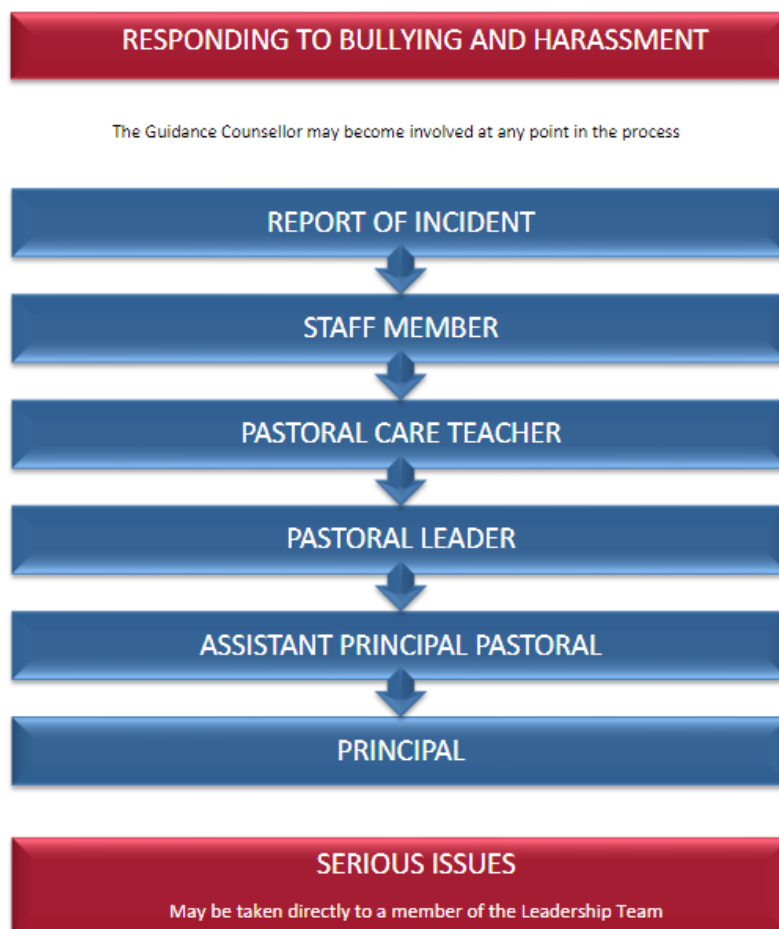 RESPONDING TO BULLYING AND HARASSMENT
The Guidance Counsellor may become involved at any point in the process
REPORT OF INCIDENT
STAFF MEMBER
PASTORAL CARE TEACHER
PASTORAL LEADER
ASSISTANT PRINCIPAL PASTORAL
PRINCIPAL
SERIOUS ISSUES
May be taken directly to a member of the Leadership Team